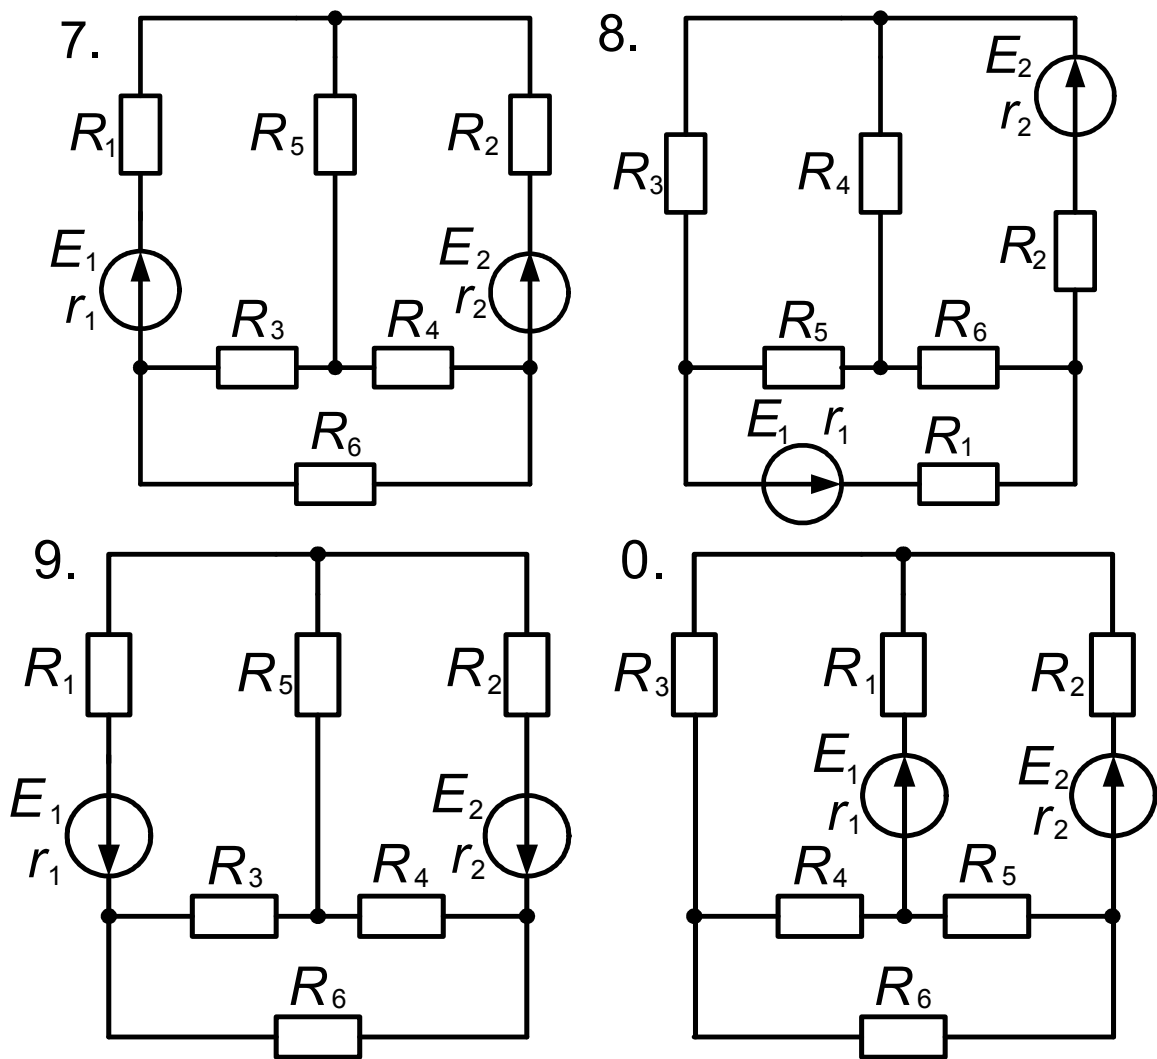 7.
R1 R5 R2
E1 r1
E2 r2
R3 R4
R6
8.
E2 r2
R3 R4
R2
R5 R6
E1 r1 R1
9.
R1 R5 R2
E1 r1
E2 r2
R3 R4
R6
0.
R3 R1 R2
E1 r1
E2 r2
R4 R5
R6